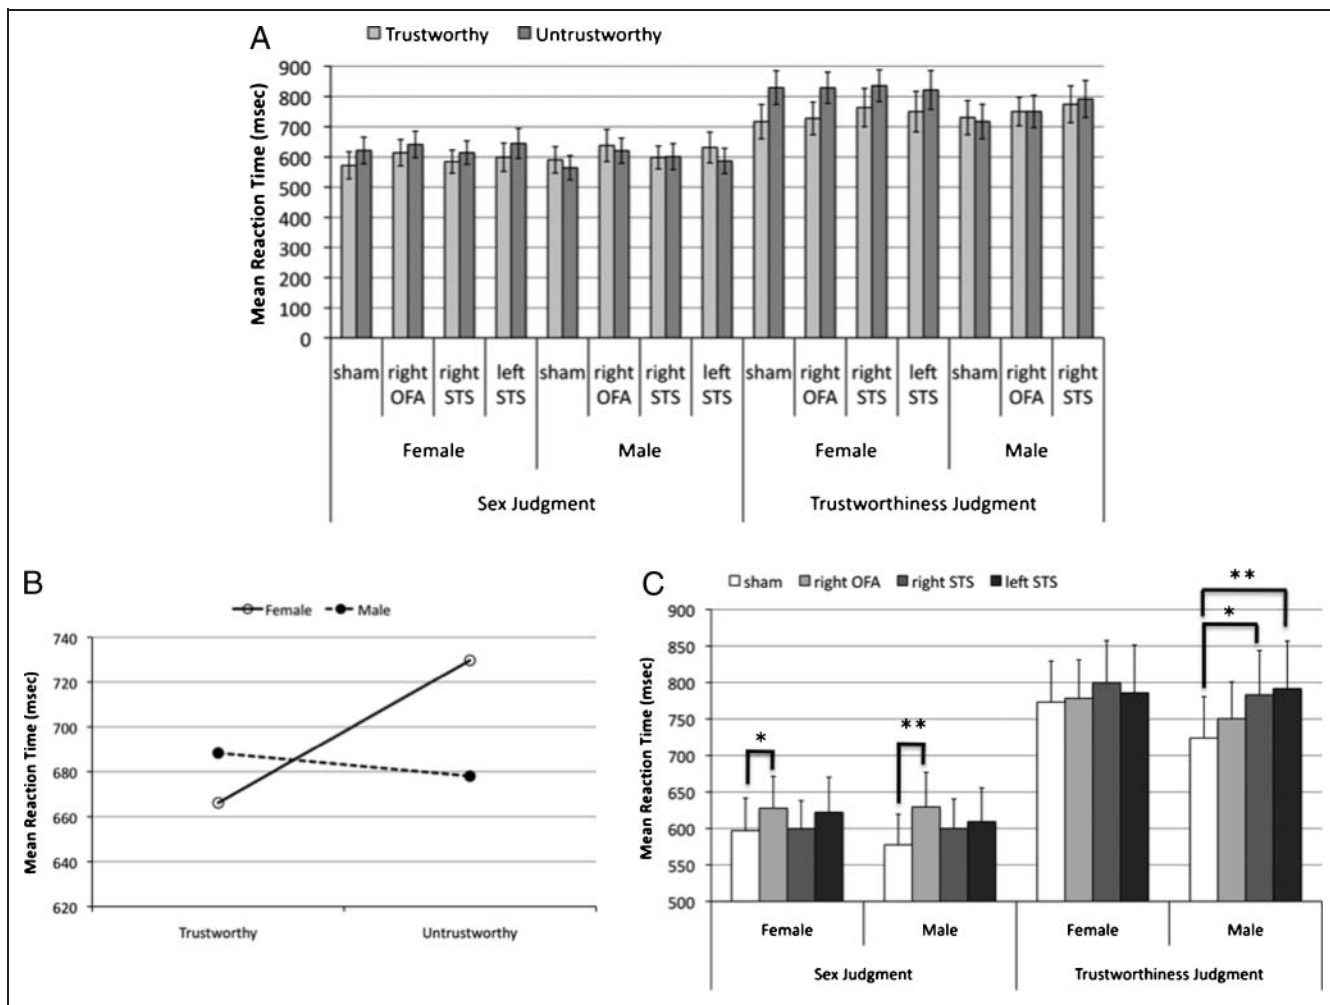 A
Trustworthy Untrustworthy
Mean Reaction Time (msec)
900
800
700
600
500
400
300
200
100
0
sham right OFA right STS left STS sham right OFA right STS left STS sham right OFA right STS left STS sham right OFA right STS
Female Male Female Male
Sex Judgment Trustworthiness Judgment
B
Female Male
Mean Reaction Time (msec)
740
720
700
680
660
640
620
Trustworthy Untrustworthy
C
sham right OFA right STS left STS
Mean Reaction Time (msec)
900
850
800
750
700
650
600
550
500
* ** * **
Female Male Female Male
Sex Judgment Trustworthiness Judgment